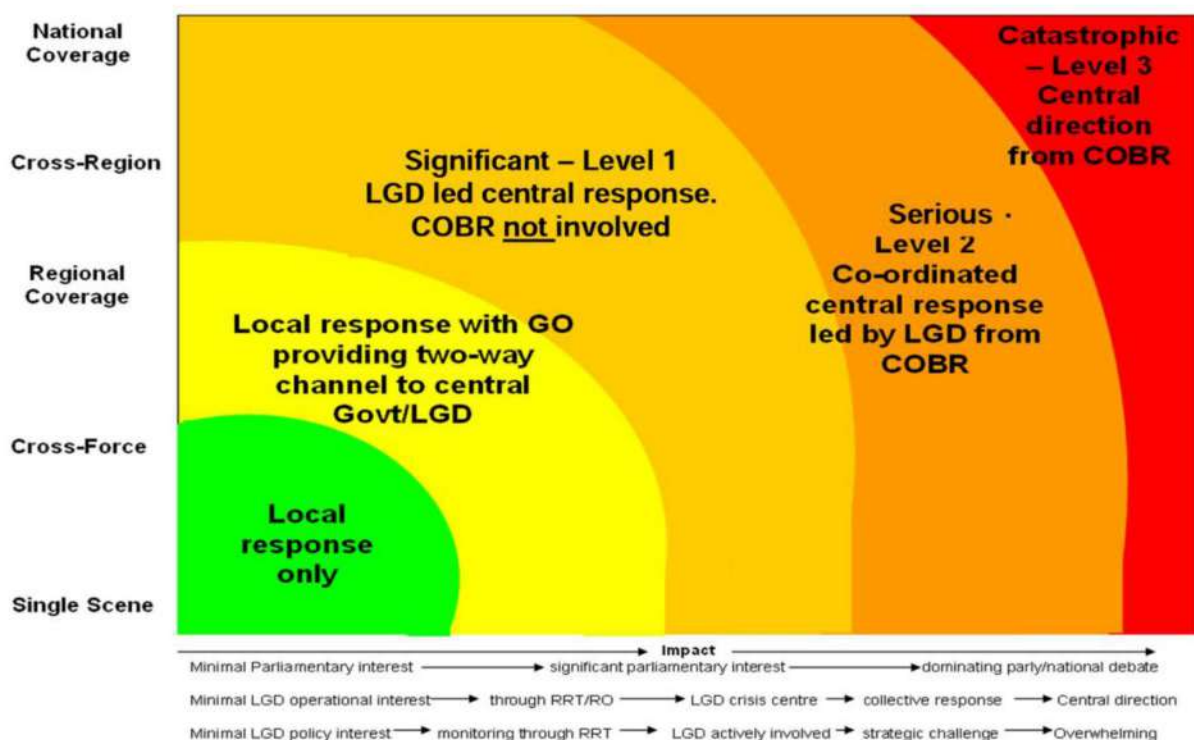 National
Coverage
Cross-Region
Regional
Coverage
Cross-Force
Single Scene
Catastrophic
– Level 3
Central
direction
from COBR
Significant – Level 1
LGD led central response.
COBR not involved
Serious ·
Level 2
Co-ordinated
central response
led by LGD from
COBR
Local response with GO
providing two-way
channel to central
Govt/LGD
Local
response
only
Impact
Minimal Parliamentary interest significant parliamentary interest dominating parly/national debate
Minimal LGD operational interest through RRT/RO LGD crisis centre collective response Central direction
Minimal LGD policy interest monitoring through RRT LGD actively involved strategic challenge Overwhelming